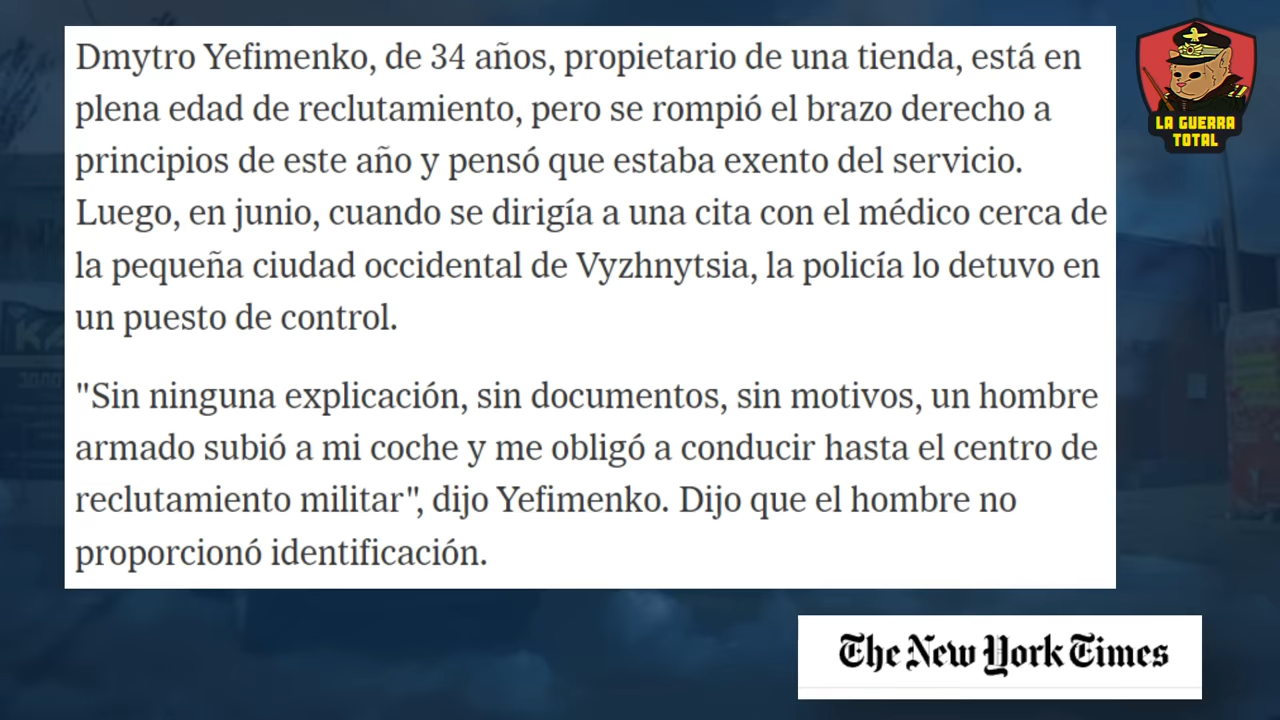 Dmytro Yefimenko, de 34 años, propietario de una tienda, está en
plena edad de reclutamiento, pero se rompió el brazo derecho a
principios de este año y pensó que estaba exento del servicio.
Luego, en junio, cuando se dirigía a una cita con el médico cerca de
la pequeña ciudad occidental de Vyzhnytsia, la policía lo detuvo en
un puesto de control.
"Sin ninguna explicación, sin documentos, sin motivos, un hombre
armado subió a mi coche y me obligó a conducir hasta el centro de
reclutamiento militar", dijo Yefimenko. Dijo que el hombre no
proporcionó identificación.
LA GUERRA
TOTAL
The New York Times